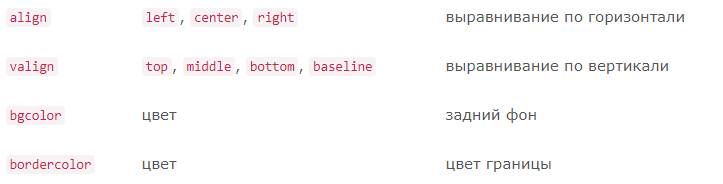 align left, center, right выравнивание по горизонтали
valign top, middle, bottom, baseline выравнивание по вертикали
bgcolor цвет задний фон
bordercolor цвет цвет границы